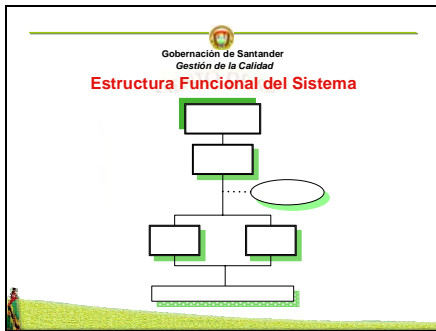 Gobernación de Santander
Gestión de la Calidad
Estructura Funcional del Sistema